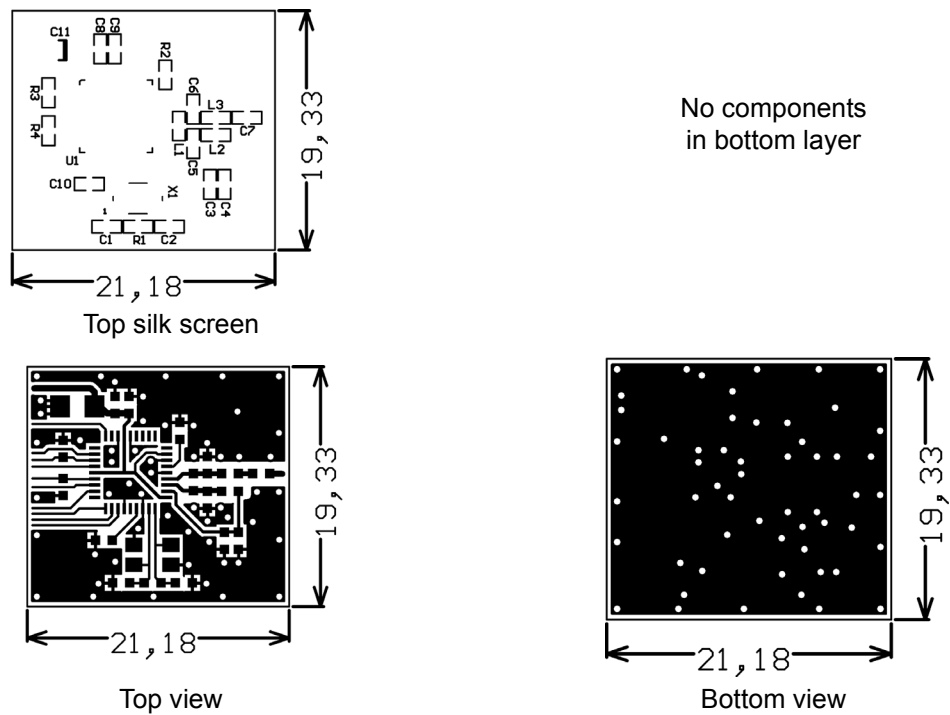 C11
C8
C9
R2
R3
R4
C6
L3
C7
L1
L2
C5
U1
C10
X1
1
C3
C4
C1
R1
C2
19,33
21,18
Top silk screen
No components
in bottom layer
19,33
21,18
Top view
19,33
21,18
Bottom view